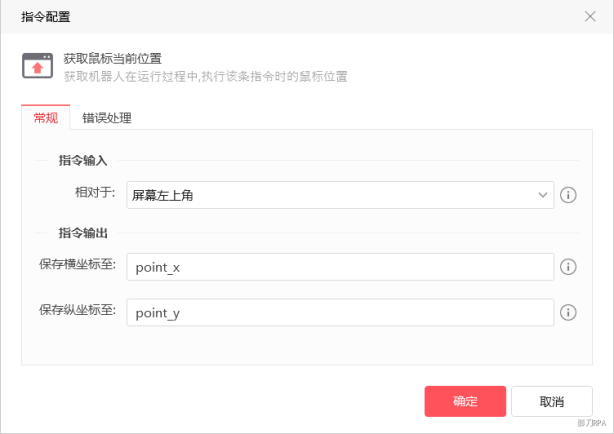 指令配置
获取鼠标当前位置
获取机器人在运行过程中,执行该条指令时的鼠标位置
常规 错误处理
指令输入
相对于: 屏幕左上角
指令输出
保存横坐标至: point_x
保存纵坐标至: point_y
确定 取消
影刀RPA